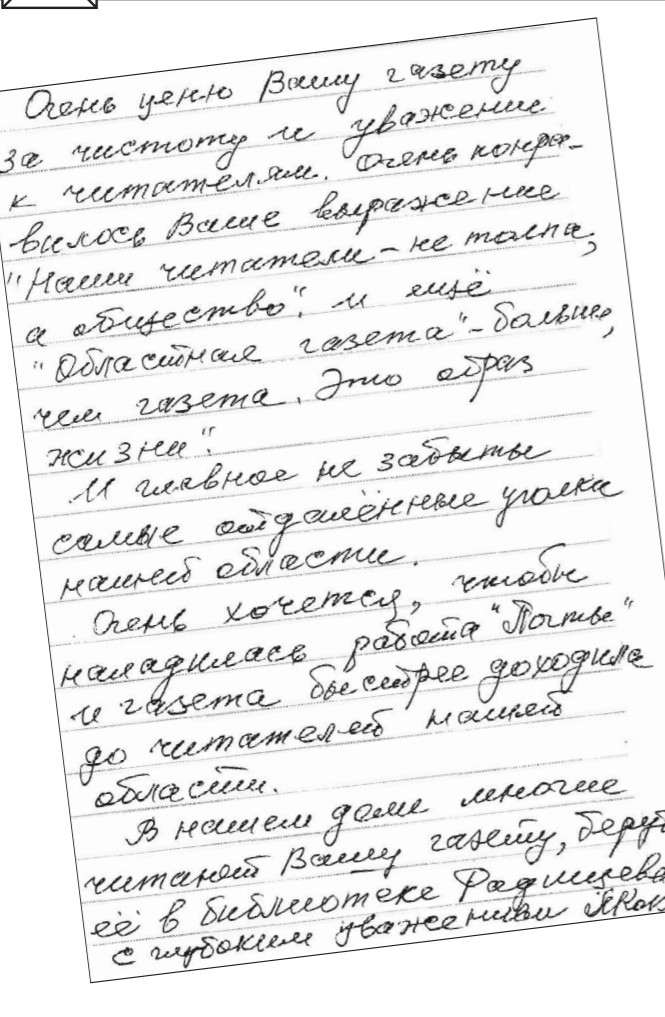 Очень ценю Вашу газету
за чистоту и уважение
к читателям. Очень понра-
вилось Ваше выражение
"Наши читатели – не толпа,
а общество". и ещё
"Областная газета" – больше,
чем газета. Это образ
жизни".
И главное не забыты
самые отдалённые уголки
нашей области.
Очень хочется, чтобы
наладилась работа "Почты"
и газета быстрее доходила
до читателей нашей
области.
В нашем доме многие
читают Вашу газету, берут
её в библиотеке Радищева
с глубоким уважением